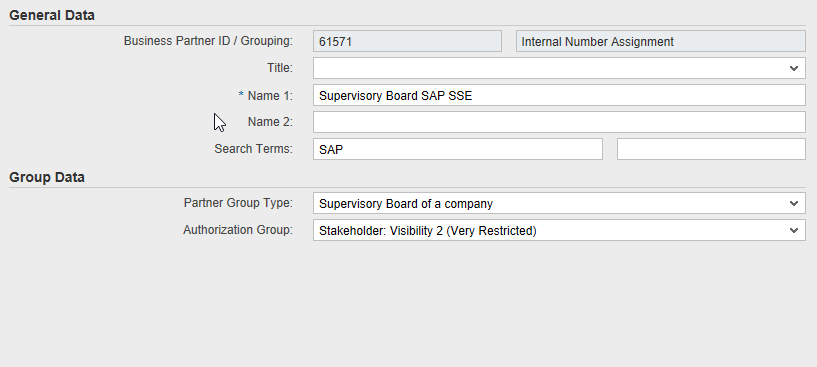 General Data
Business Partner ID / Grouping: 61571 Internal Number Assignment
Title:
* Name 1: Supervisory Board SAP SSE
Name 2:
Search Terms: SAP
Group Data
Partner Group Type: Supervisory Board of a company
Authorization Group: Stakeholder: Visibility 2 (Very Restricted)